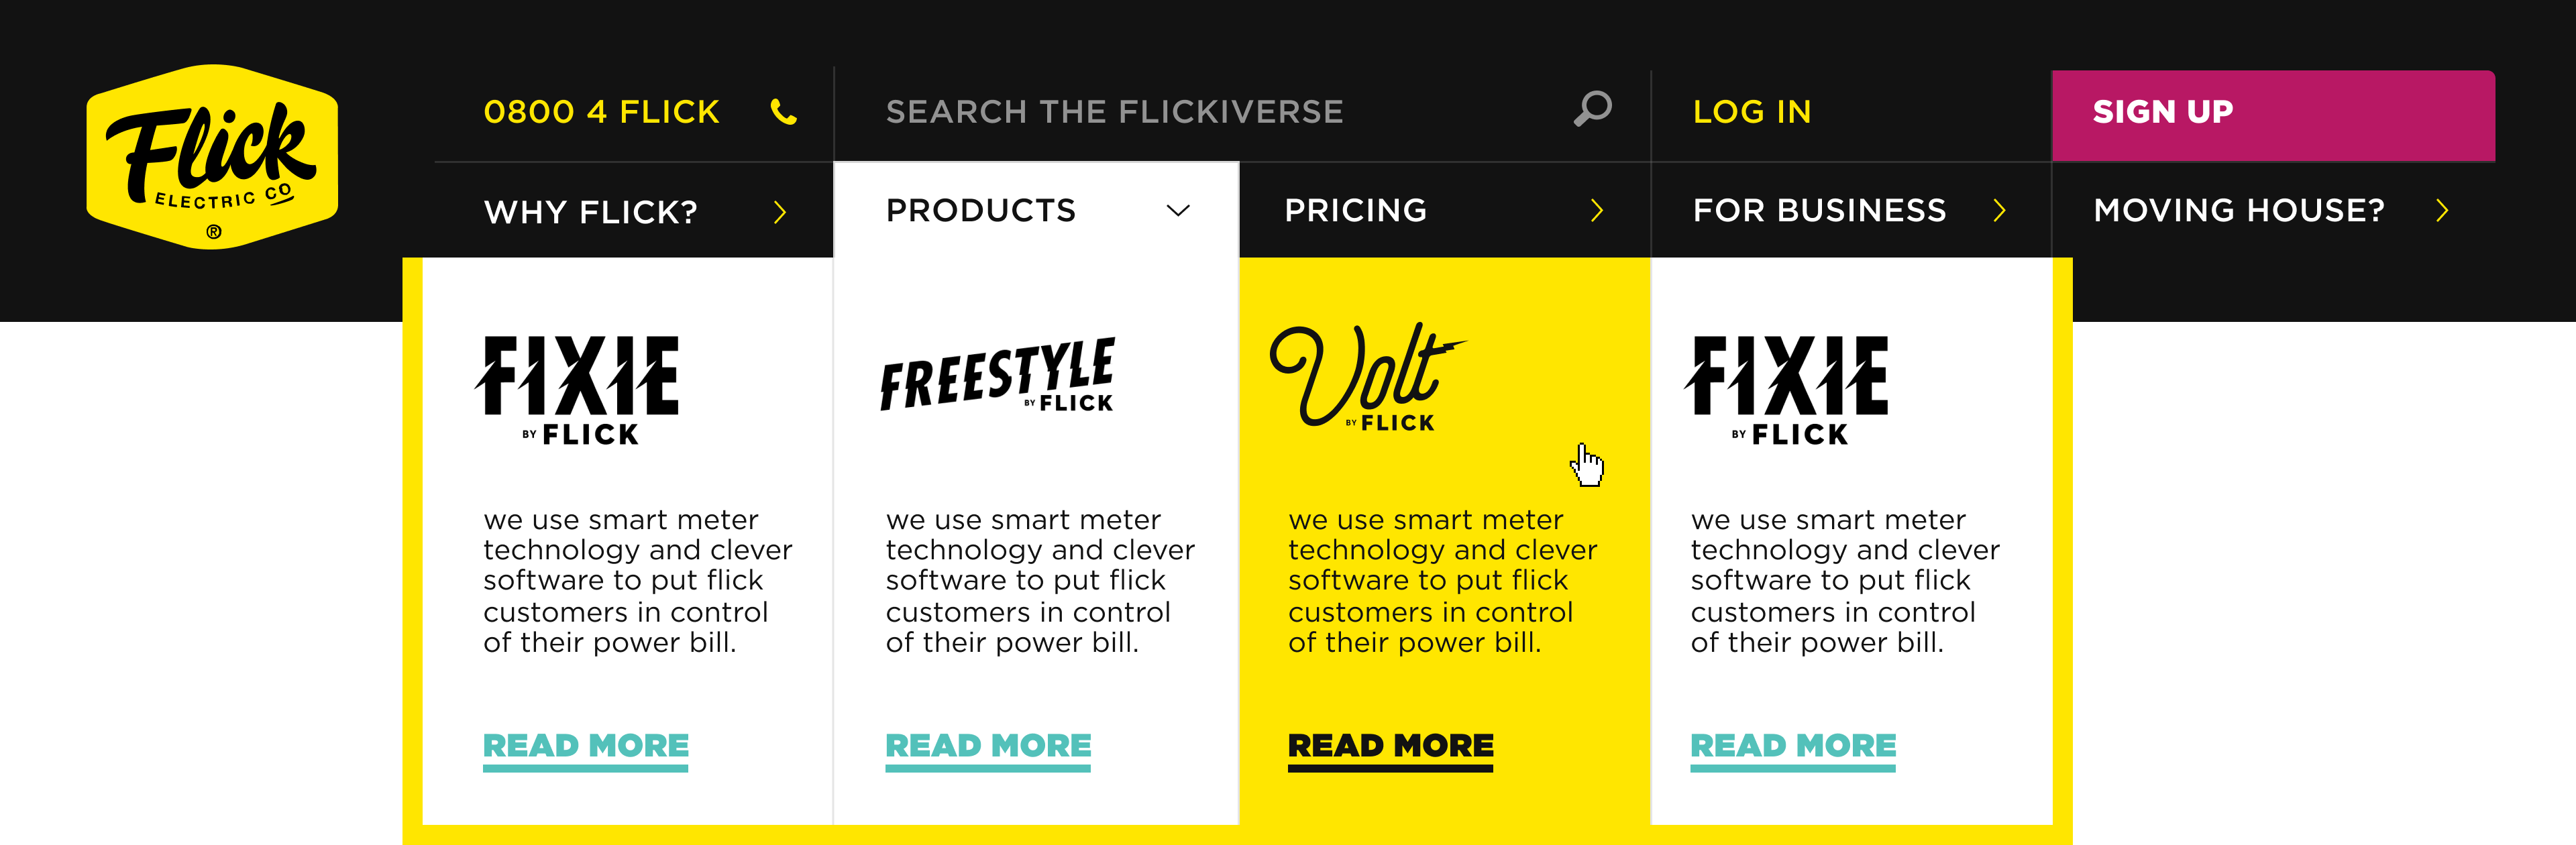 Flick
ELECTRIC CO
®
0800 4 FLICK
SEARCH THE FLICKIVERSE
LOG IN
SIGN UP
WHY FLICK?
PRODUCTS
PRICING
FOR BUSINESS
MOVING HOUSE?
FIXIE
BY FLICK
we use smart meter
technology and clever
software to put flick
customers in control
of their power bill.
READ MORE
FREESTYLE
BY FLICK
we use smart meter
technology and clever
software to put flick
customers in control
of their power bill.
READ MORE
Volt
BY FLICK
we use smart meter
technology and clever
software to put flick
customers in control
of their power bill.
READ MORE
FIXIE
BY FLICK
we use smart meter
technology and clever
software to put flick
customers in control
of their power bill.
READ MORE